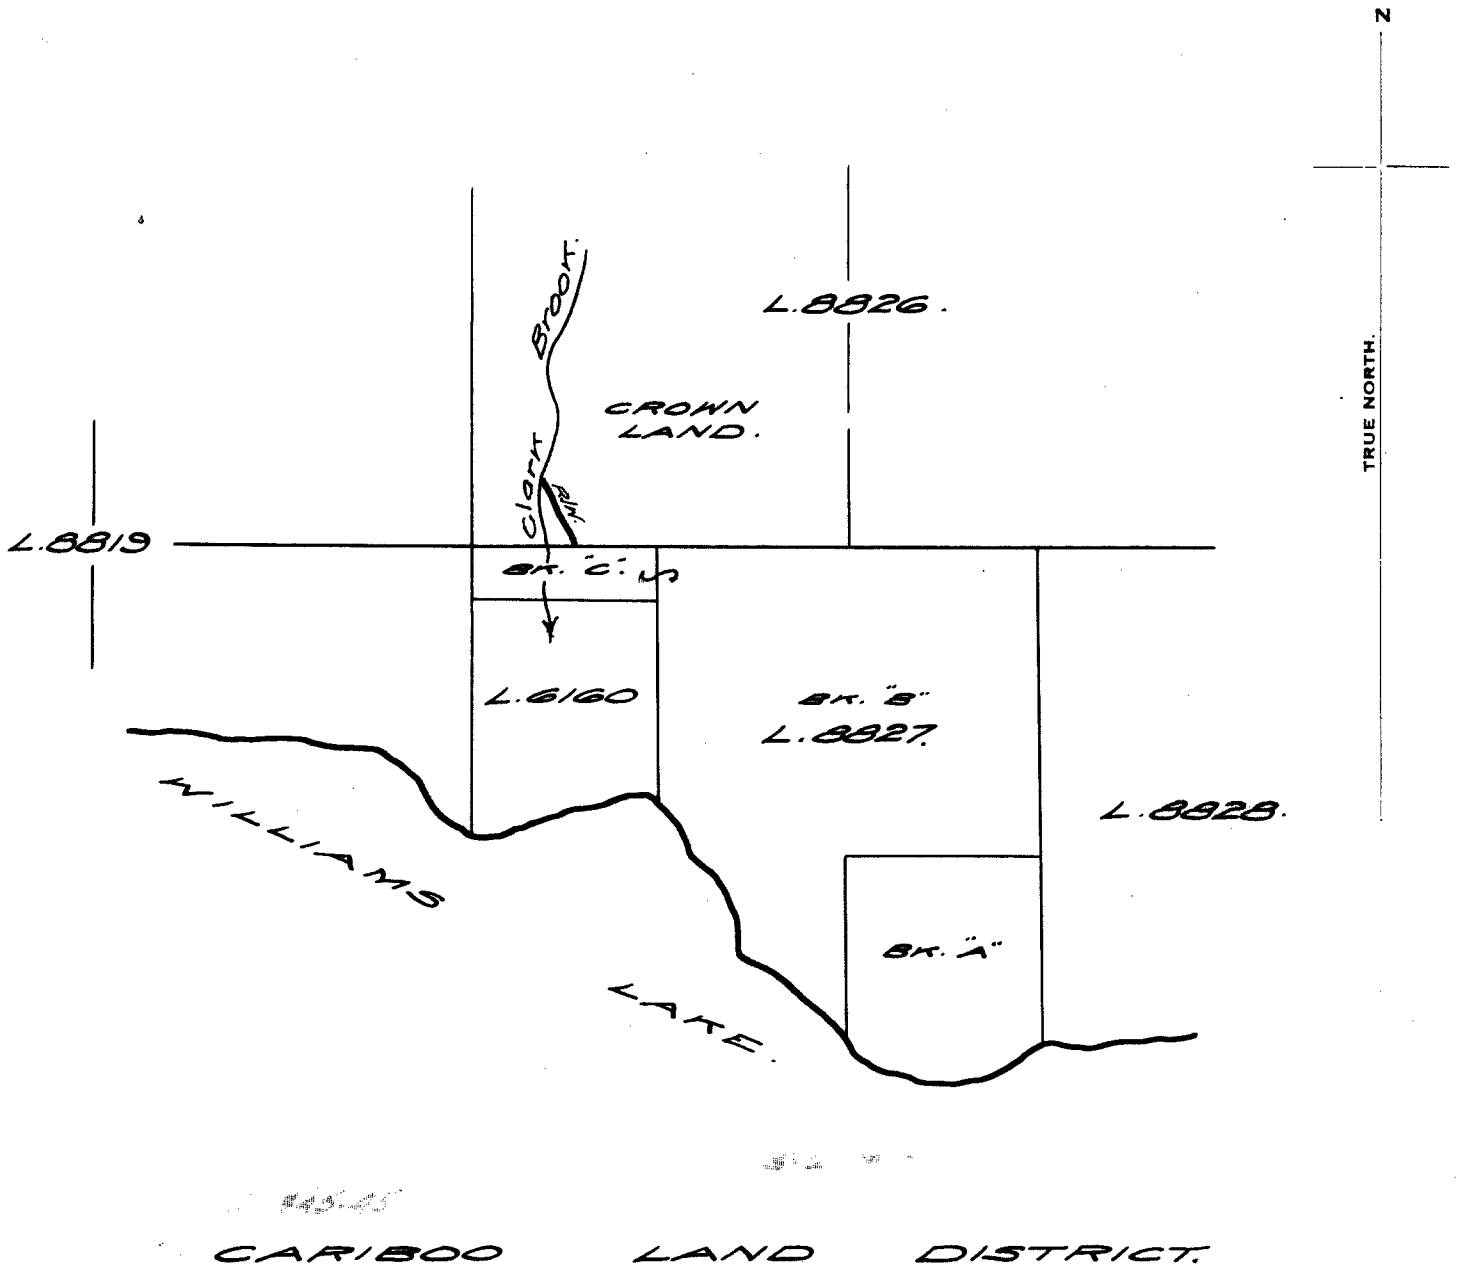 N
TRUE NORTH.
Clark Brook.
L.8826.
CROWN
LAND.
L.8819
BK. "C".
L.6160
BK. "B"
L.8827.
L.8828.
WILLIAMS LAKE.
BK. "A"
CARIBOO LAND DISTRICT.